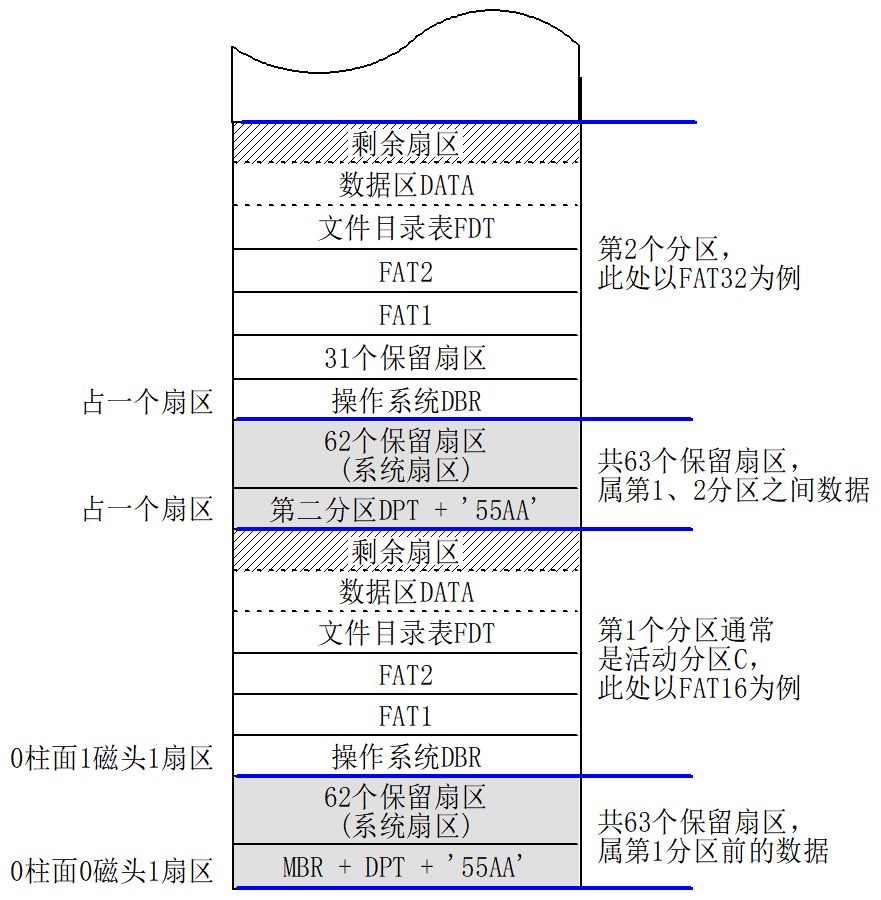 剩余扇区
数据区DATA
文件目录表FDT
FAT2
FAT1
31个保留扇区
占一个扇区
操作系统DBR
第2个分区，
此处以FAT32为例
62个保留扇区
(系统扇区)
占一个扇区
第二分区DPT + '55AA'
共63个保留扇区，
属第1、2分区之间数据
剩余扇区
数据区DATA
文件目录表FDT
FAT2
FAT1
0柱面1磁头1扇区
操作系统DBR
第1个分区通常
是活动分区C，
此处以FAT16为例
62个保留扇区
(系统扇区)
0柱面0磁头1扇区
MBR + DPT + '55AA'
共63个保留扇区，
属第1分区前的数据